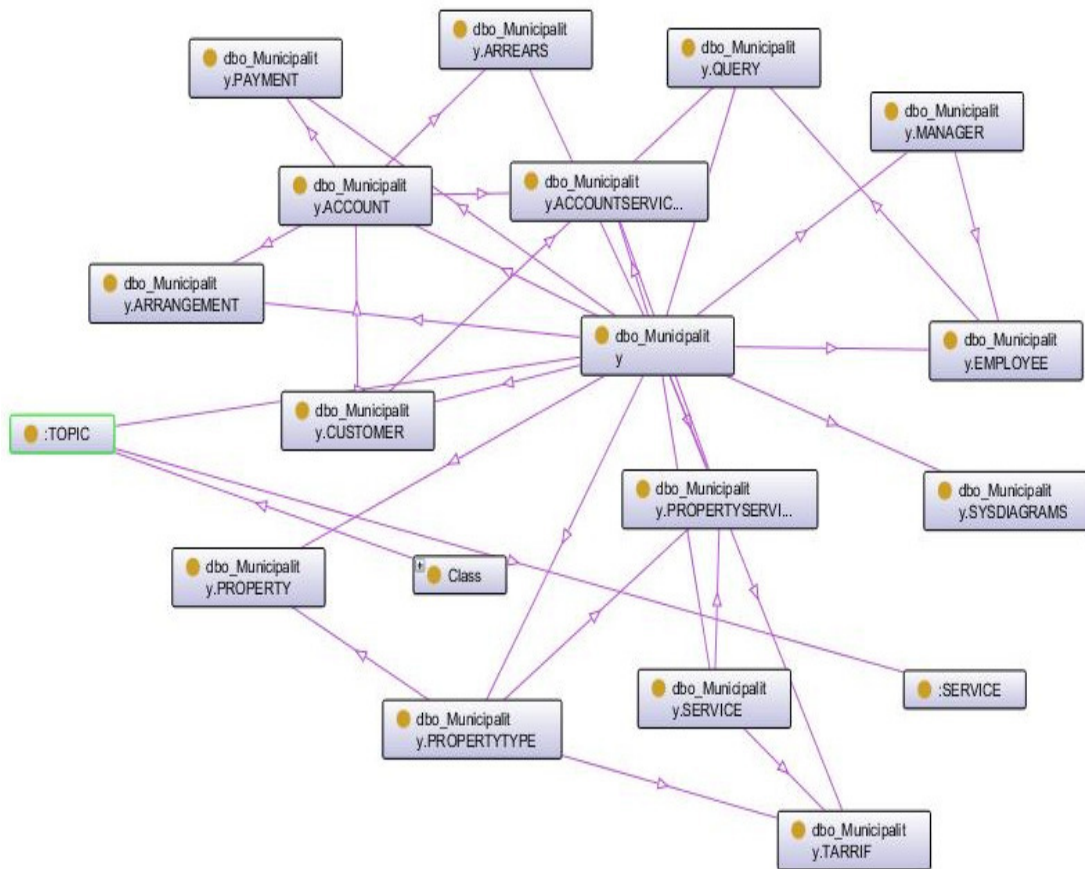 dbo_Municipalit
y.ARREARS
dbo_Municipalit
y.PAYMENT
dbo_Municipalit
y.QUERY
dbo_Municipalit
y.MANAGER
dbo_Municipalit
y.ACCOUNT
dbo_Municipalit
y.ACCOUNTSERVIC...
dbo_Municipalit
y.ARRANGEMENT
dbo_Municipalit
y
dbo_Municipalit
y.EMPLOYEE
dbo_Municipalit
y.CUSTOMER
:TOPIC
dbo_Municipalit
y.PROPERTYSERVI...
dbo_Municipalit
y.SYSDIAGRAMS
dbo_Municipalit
y.PROPERTY
Class
dbo_Municipalit
y.SERVICE
:SERVICE
dbo_Municipalit
y.PROPERTYTYPE
dbo_Municipalit
y.TARRIF